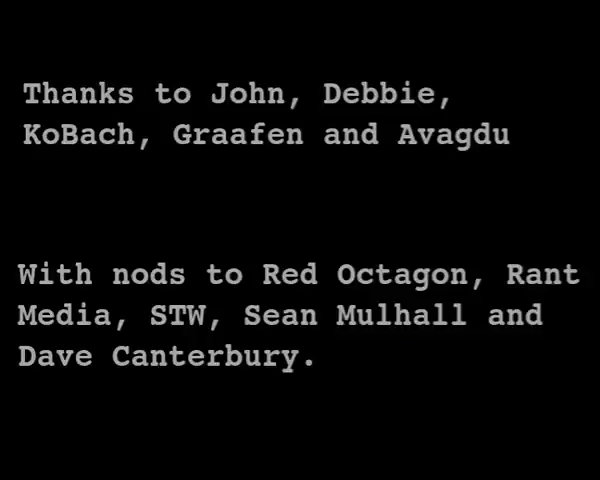 Thanks to John, Debbie,
KoBach, Graafen and Avagdu
With nods to Red Octagon, Rant
Media, STW, Sean Mulhall and
Dave Canterbury.